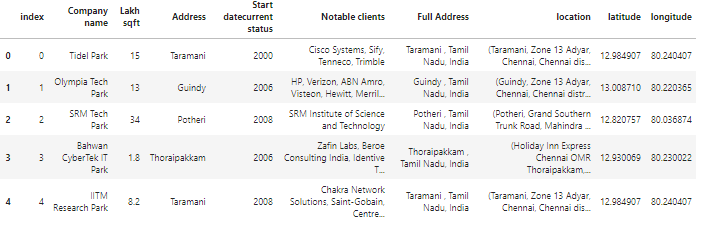 index Company name Lakh sqft Address Start datecurrent status Notable clients Full Address location latitude longitude
0 0 Tidel Park 15 Taramani 2000 Cisco Systems, Sify, Tenneco, Trimble Taramani , Tamil Nadu, India (Taramani, Zone 13 Adyar, Chennai, Chennai dis... 12.984907 80.240407
1 1 Olympia Tech Park 13 Guindy 2006 HP, Verizon, ABN Amro, Visteon, Hewitt, Merril... Guindy , Tamil Nadu, India (Guindy, Zone 13 Adyar, Chennai, Chennai distr... 13.008710 80.220365
2 2 SRM Tech Park 34 Potheri 2008 SRM Institute of Science and Technology Potheri , Tamil Nadu, India (Potheri, Grand Southern Trunk Road, Mahindra ... 12.820757 80.036874
3 3 Bahwan CyberTek IT Park 1.8 Thoraipakkam 2006 Zafin Labs, Beroe Consulting India, Identive T... Thoraipakkam , Tamil Nadu, India (Holiday Inn Express Chennai OMR Thoraipakkam,... 12.930069 80.230022
4 4 IITM Research Park 8.2 Taramani 2008 Chakra Network Solutions, Saint-Gobain, Centre... Taramani , Tamil Nadu, India (Taramani, Zone 13 Adyar, Chennai, Chennai dis... 12.984907 80.240407